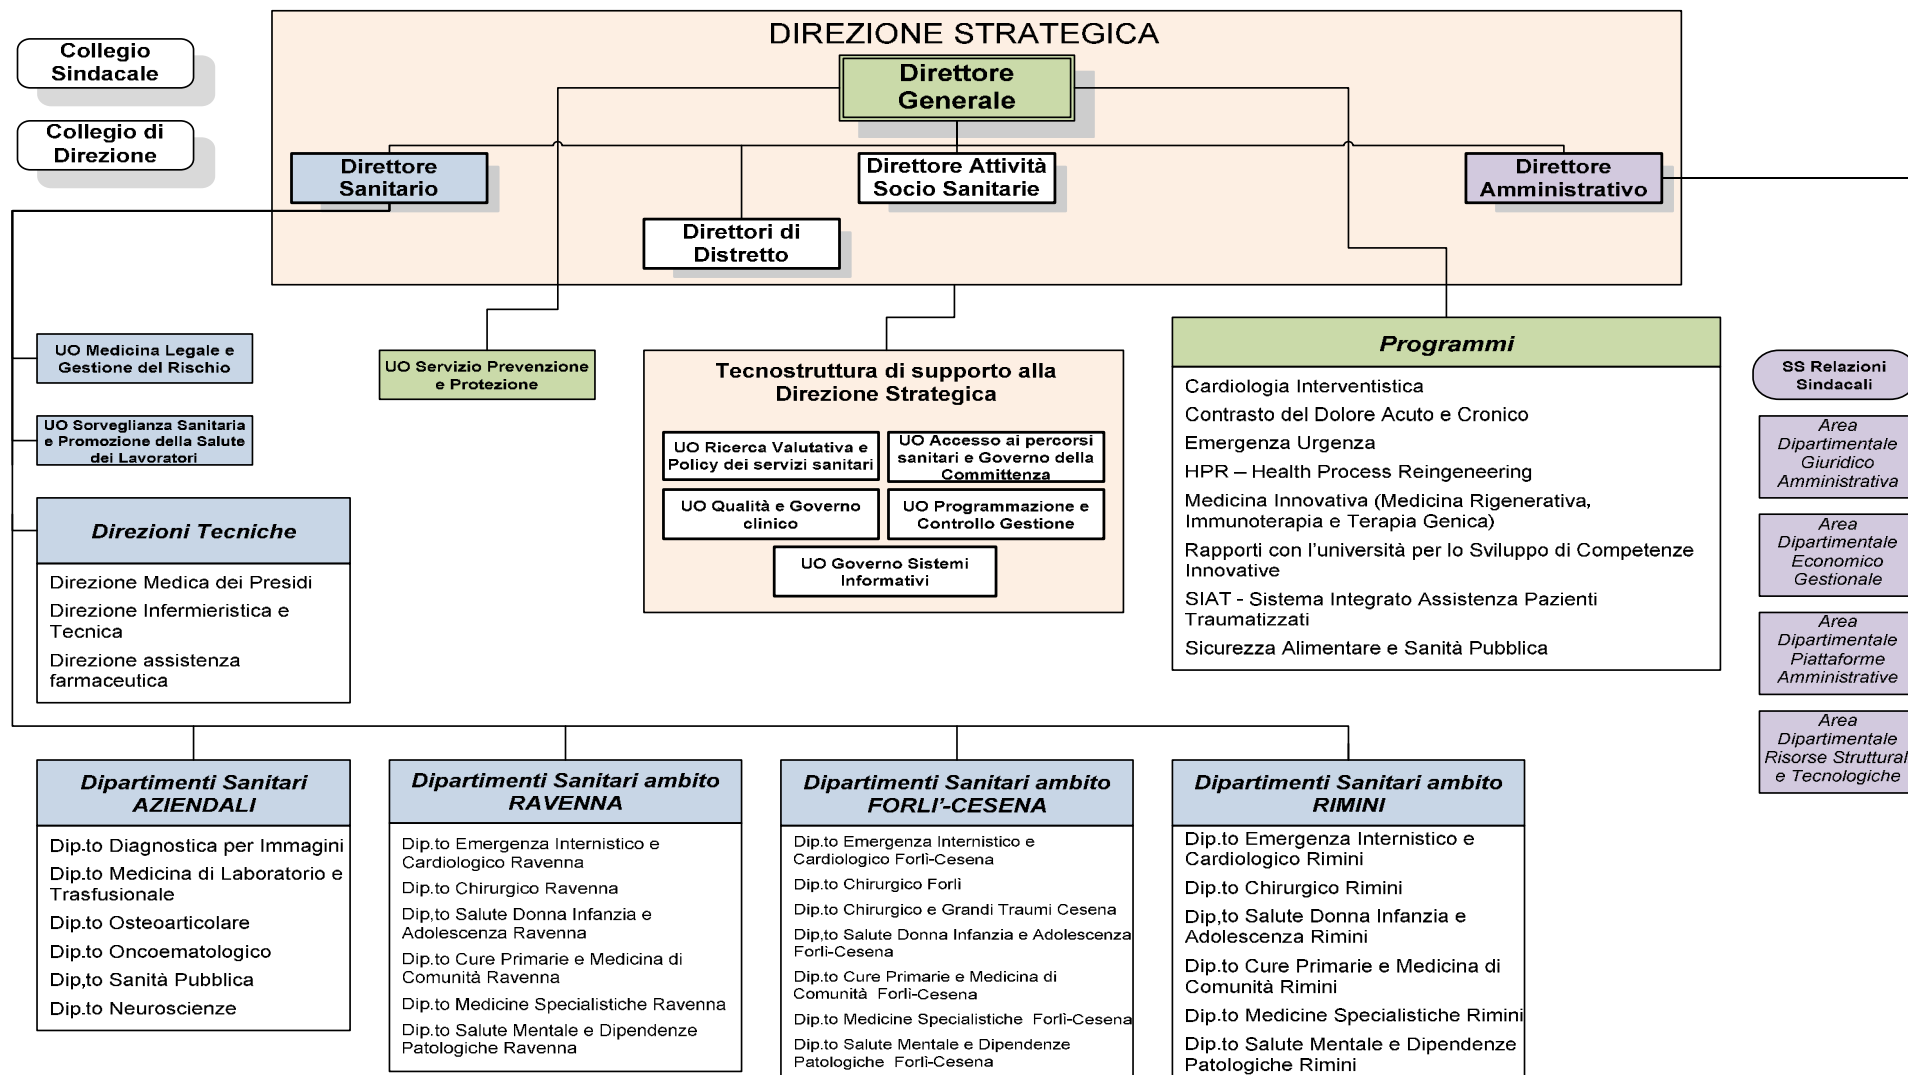 DIREZIONE STRATEGICA
Collegio
Sindacale
Collegio di
Direzione
Direttore
Generale
Direttore
Sanitario
Direttore Attività
Socio Sanitarie
Direttore
Amministrativo
Direttori di
Distretto
UO Medicina Legale e
Gestione del Rischio
UO Sorveglianza Sanitaria
e Promozione della Salute
dei Lavoratori
UO Servizio Prevenzione
e Protezione
Tecnostruttura di supporto alla
Direzione Strategica
UO Ricerca Valutativa e
Policy dei servizi sanitari
UO Accesso ai percorsi
sanitari e Governo della
Committenza
UO Qualità e Governo
clinico
UO Programmazione e
Controllo Gestione
UO Governo Sistemi
Informativi
Programmi
Cardiologia Interventistica
Contrasto del Dolore Acuto e Cronico
Emergenza Urgenza
HPR – Health Process Reingeneering
Medicina Innovativa (Medicina Rigenerativa,
Immunoterapia e Terapia Genica)
Rapporti con l'università per lo Sviluppo di Competenze
Innovative
SIAT - Sistema Integrato Assistenza Pazienti
Traumatizzati
Sicurezza Alimentare e Sanità Pubblica
SS Relazioni
Sindacali
Area
Dipartimentale
Giuridico
Amministrativa
Area
Dipartimentale
Economico
Gestionale
Area
Dipartimentale
Piattaforme
Amministrative
Area
Dipartimentale
Risorse Struttural
e Tecnologiche
Direzioni Tecniche
Direzione Medica dei Presidi
Direzione Infermieristica e
Tecnica
Direzione assistenza
farmaceutica
Dipartimenti Sanitari
AZIENDALI
Dip.to Diagnostica per Immagini
Dip.to Medicina di Laboratorio e
Trasfusionale
Dip.to Osteoarticolare
Dip.to Oncoematologico
Dip,to Sanità Pubblica
Dip.to Neuroscienze
Dipartimenti Sanitari ambito
RAVENNA
Dip.to Emergenza Internistico e
Cardiologico Ravenna
Dip.to Chirurgico Ravenna
Dip,to Salute Donna Infanzia e
Adolescenza Ravenna
Dip.to Cure Primarie e Medicina di
Comunità Ravenna
Dip.to Medicine Specialistiche Ravenna
Dip.to Salute Mentale e Dipendenze
Patologiche Ravenna
Dipartimenti Sanitari ambito
FORLI'-CESENA
Dip.to Emergenza Internistico e
Cardiologico Forlì-Cesena
Dip.to Chirurgico Forlì
Dip.to Chirurgico e Grandi Traumi Cesena
Dip,to Salute Donna Infanzia e Adolescenza
Forlì-Cesena
Dip.to Cure Primarie e Medicina di
Comunità Forlì-Cesena
Dip.to Medicine Specialistiche Forlì-Cesena
Dip.to Salute Mentale e Dipendenze
Patologiche Forlì-Cesena
Dipartimenti Sanitari ambito
RIMINI
Dip.to Emergenza Internistico e
Cardiologico Rimini
Dip.to Chirurgico Rimini
Dip,to Salute Donna Infanzia e
Adolescenza Rimini
Dip.to Cure Primarie e Medicina di
Comunità Rimini
Dip.to Medicine Specialistiche Rimini
Dip.to Salute Mentale e Dipendenze
Patologiche Rimini